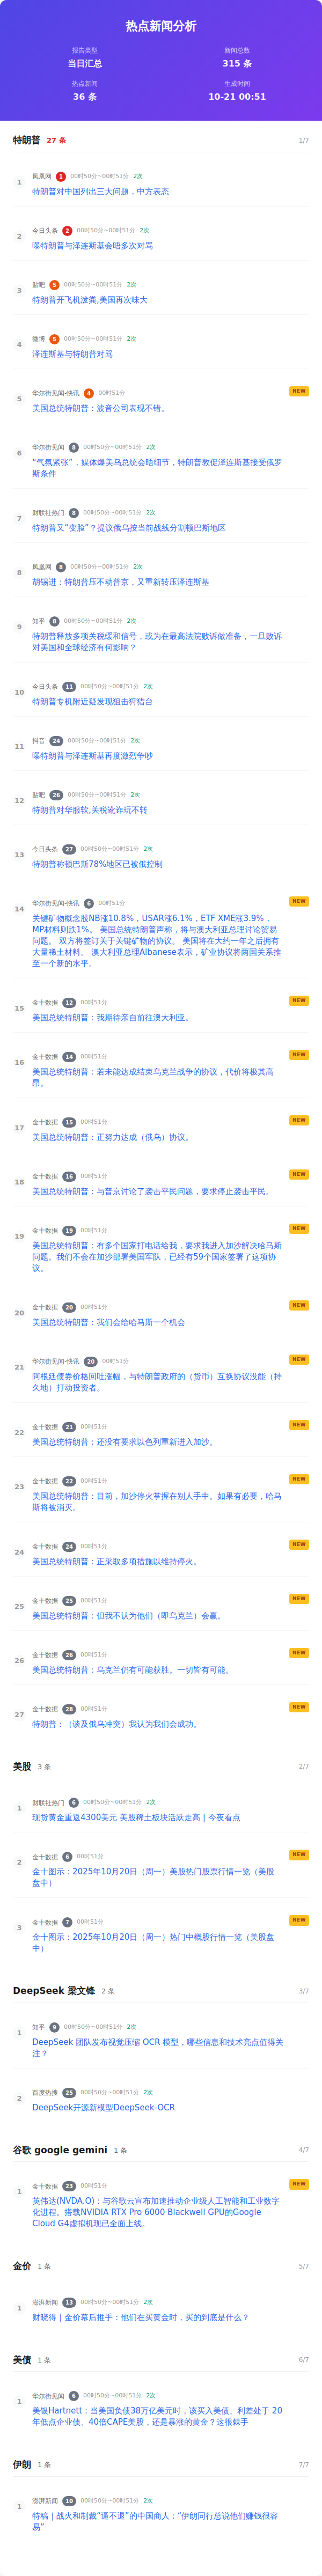 热点新闻分析
报告类型
新闻总数
当日汇总
315 条
热点新闻
生成时间
36 条
10-21 00:51
特朗普 27 条 1/7
1 凤凰网 1 00时50分~00时51分 2次
特朗普对中国列出三大问题，中方表态
2 今日头条 2 00时50分~00时51分 2次
曝特朗普与泽连斯基会晤多次对骂
3 贴吧 5 00时50分~00时51分 2次
特朗普开飞机泼粪,美国再次味大
4 微博 5 00时50分~00时51分 2次
泽连斯基与特朗普对骂
5 华尔街见闻-快讯 4 00时51分 NEW
美国总统特朗普：波音公司表现不错。
6 华尔街见闻 8 00时50分~00时51分 2次
“气氛紧张”，媒体爆美乌总统会晤细节，特朗普敦促泽连斯基接受俄罗
斯条件
7 财联社热门 8 00时50分~00时51分 2次
特朗普又“变脸”？提议俄乌按当前战线分割顿巴斯地区
8 凤凰网 8 00时50分~00时51分 2次
胡锡进：特朗普压不动普京，又重新转压泽连斯基
9 知乎 8 00时50分~00时51分 2次
特朗普释放多项关税缓和信号，或为在最高法院败诉做准备，一旦败诉
对美国和全球经济有何影响？
10 今日头条 11 00时50分~00时51分 2次
特朗普专机附近疑发现狙击狩猎台
11 抖音 24 00时50分~00时51分 2次
曝特朗普与泽连斯基再度激烈争吵
12 贴吧 26 00时50分~00时51分 2次
特朗普对华服软,关税讹诈玩不转
13 今日头条 27 00时50分~00时51分 2次
特朗普称顿巴斯78%地区已被俄控制
14 华尔街见闻-快讯 6 00时51分 NEW
关键矿物概念股NB涨10.8%，USAR涨6.1%，ETF XME涨3.9%，
MP材料则跌1%。 美国总统特朗普声称，将与澳大利亚总理讨论贸易
问题。 双方将签订关于关键矿物的协议。 美国将在大约一年之后拥有
大量稀土材料。 澳大利亚总理Albanese表示，矿业协议将两国关系推
至一个新的水平。
15 金十数据 12 00时51分 NEW
美国总统特朗普：我期待亲自前往澳大利亚。
16 金十数据 14 00时51分 NEW
美国总统特朗普：若未能达成结束乌克兰战争的协议，代价将极其高
昂。
17 金十数据 15 00时51分 NEW
美国总统特朗普：正努力达成（俄乌）协议。
18 金十数据 16 00时51分 NEW
美国总统特朗普：与普京讨论了袭击平民问题，要求停止袭击平民。
19 金十数据 19 00时51分 NEW
美国总统特朗普：有多个国家打电话给我，要求我进入加沙解决哈马斯
问题。我们不会在加沙部署美国军队，已经有59个国家签署了这项协
议。
20 金十数据 20 00时51分 NEW
美国总统特朗普：我们会给哈马斯一个机会
21 华尔街见闻-快讯 20 00时51分 NEW
阿根廷债券价格回吐涨幅，与特朗普政府的（货币）互换协议没能（持
久地）打动投资者。
22 金十数据 21 00时51分 NEW
美国总统特朗普：还没有要求以色列重新进入加沙。
23 金十数据 22 00时51分 NEW
美国总统特朗普：目前，加沙停火掌握在别人手中。如果有必要，哈马
斯将被消灭。
24 金十数据 24 00时51分 NEW
美国总统特朗普：正采取多项措施以维持停火。
25 金十数据 25 00时51分 NEW
美国总统特朗普：但我不认为他们（即乌克兰）会赢。
26 金十数据 26 00时51分 NEW
美国总统特朗普：乌克兰仍有可能获胜。一切皆有可能。
27 金十数据 28 00时51分 NEW
特朗普：（谈及俄乌冲突）我认为我们会成功。
美股 3 条 2/7
1 财联社热门 6 00时50分~00时51分 2次
现货黄金重返4300美元 美股稀土板块活跃走高 | 今夜看点
2 金十数据 6 00时51分 NEW
金十图示：2025年10月20日（周一）美股热门股票行情一览（美股
盘中）
3 金十数据 7 00时51分 NEW
金十图示：2025年10月20日（周一）热门中概股行情一览（美股盘
中）
DeepSeek 梁文锋 2 条 3/7
1 知乎 9 00时50分~00时51分 2次
DeepSeek 团队发布视觉压缩 OCR 模型，哪些信息和技术亮点值得关
注？
2 百度热搜 25 00时50分~00时51分 2次
DeepSeek开源新模型DeepSeek-OCR
谷歌 google gemini 1 条 4/7
1 金十数据 23 00时51分 NEW
英伟达(NVDA.O)：与谷歌云宣布加速推动企业级人工智能和工业数字
化进程。搭载NVIDIA RTX Pro 6000 Blackwell GPU的Google
Cloud G4虚拟机现已全面上线。
金价 1 条 5/7
1 澎湃新闻 13 00时50分~00时51分 2次
财晓得｜金价幕后推手：他们在买黄金时，买的到底是什么？
美债 1 条 6/7
1 华尔街见闻 6 00时50分~00时51分 2次
美银Hartnett：当美国负债38万亿美元时，该买入美债、利差处于 20
年低点企业债、40倍CAPE美股，还是暴涨的黄金？这很棘手
伊朗 1 条 7/7
1 澎湃新闻 10 00时50分~00时51分 2次
特稿｜战火和制裁“逼不退”的中国商人：“伊朗同行总说他们赚钱很容
易”